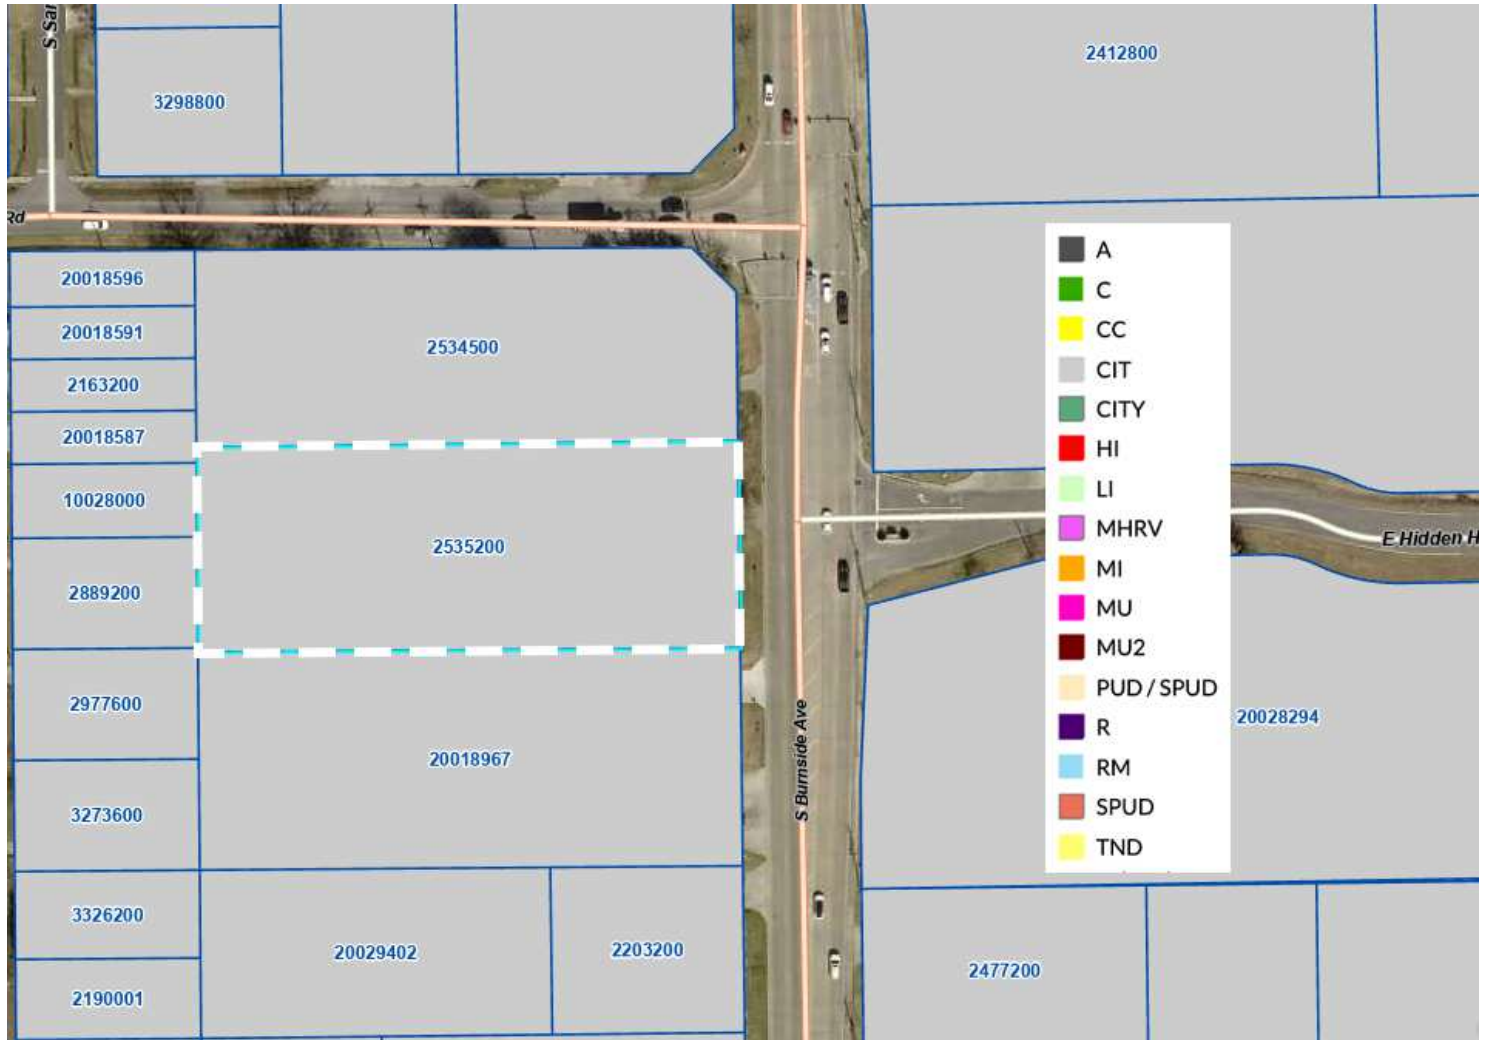 S Sar
2412800
3298800
Rd
20018596
20018591
2163200
20018587
10028000
2889200
2977600
3273600
3326200
2190001
2534500
2535200
20018967
20029402
2203200
S Burnside Ave
E Hidden H
20028294
2477200
A
C
CC
CIT
CITY
HI
LI
MHRV
MI
MU
MU2
PUD / SPUD
R
RM
SPUD
TND